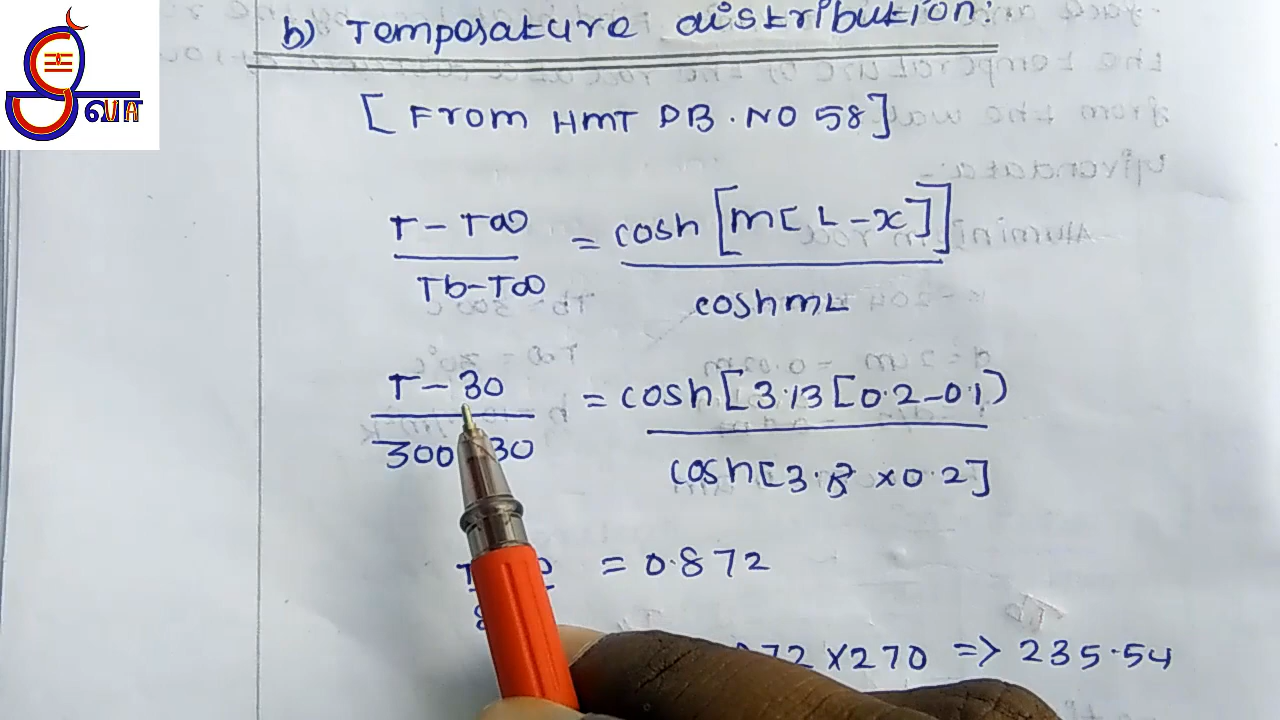 சிவா
b) Temperature distribution:
[ From HMT DB. NO 58]
T - T∞ / Tb - T∞ = cosh [m[ L - x]] / cosh mL
T - 30 / 300 30 = cosh [3.13 [0.2 - 0.1) / cosh [3. × 0.2]
= 0.872
72 × 270 => 235.54